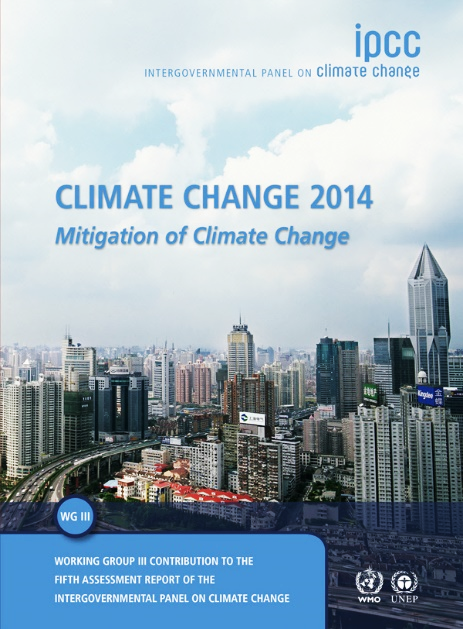 ipcc
INTERGOVERNMENTAL PANEL ON climate change
CLIMATE CHANGE 2014
Mitigation of Climate Change
WG III
WORKING GROUP III CONTRIBUTION TO THE
FIFTH ASSESSMENT REPORT OF THE
INTERGOVERNMENTAL PANEL ON CLIMATE CHANGE
WMO
UNEP